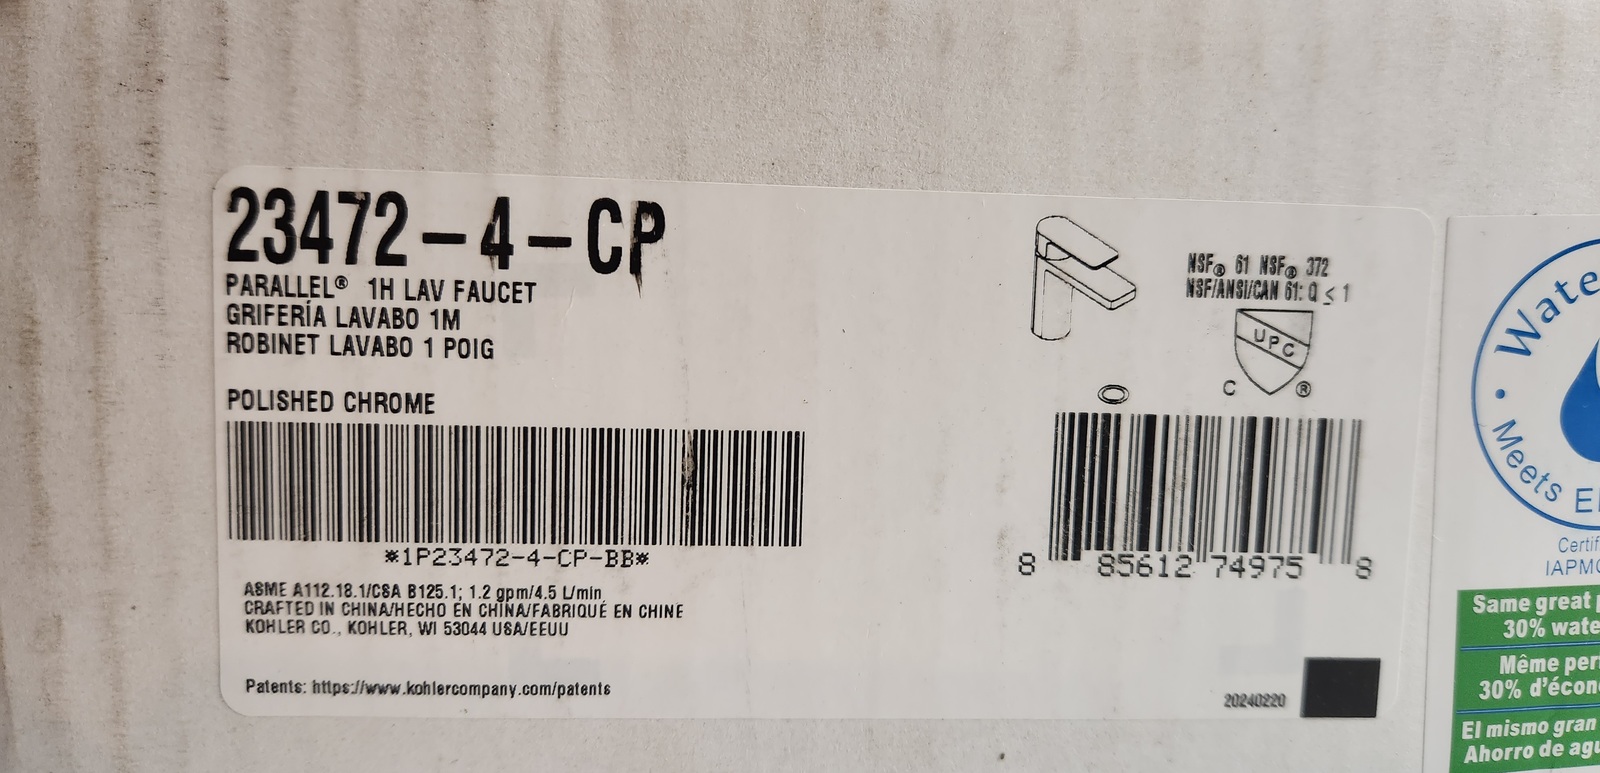 23472-4-CP
PARALLEL® 1H LAV FAUCET
GRIFERÍA LAVABO 1M
ROBINET LAVABO 1 POIG
POLISHED CHROME
*1P23472-4-CP-BB*
ASME A112.18.1/CSA B125.1; 1.2 gpm/4.5 L/min
CRAFTED IN CHINA/HECHO EN CHINA/FABRIQUÉ EN CHINE
KOHLER CO., KOHLER, WI 53044 USA/EEUU
Patents: https://www.kohlercompany.com/patents
NSF® 61 NSF® 372
NSF/ANSI/CAN 61: Q ≤ 1
UPC
C ®
8 85612 74975 8
20240220
Wate
• Meets E
Certif
IAPMO
Same great p
30% wate
Même per
30% d'écon
El mismo gran
Ahorro de agu